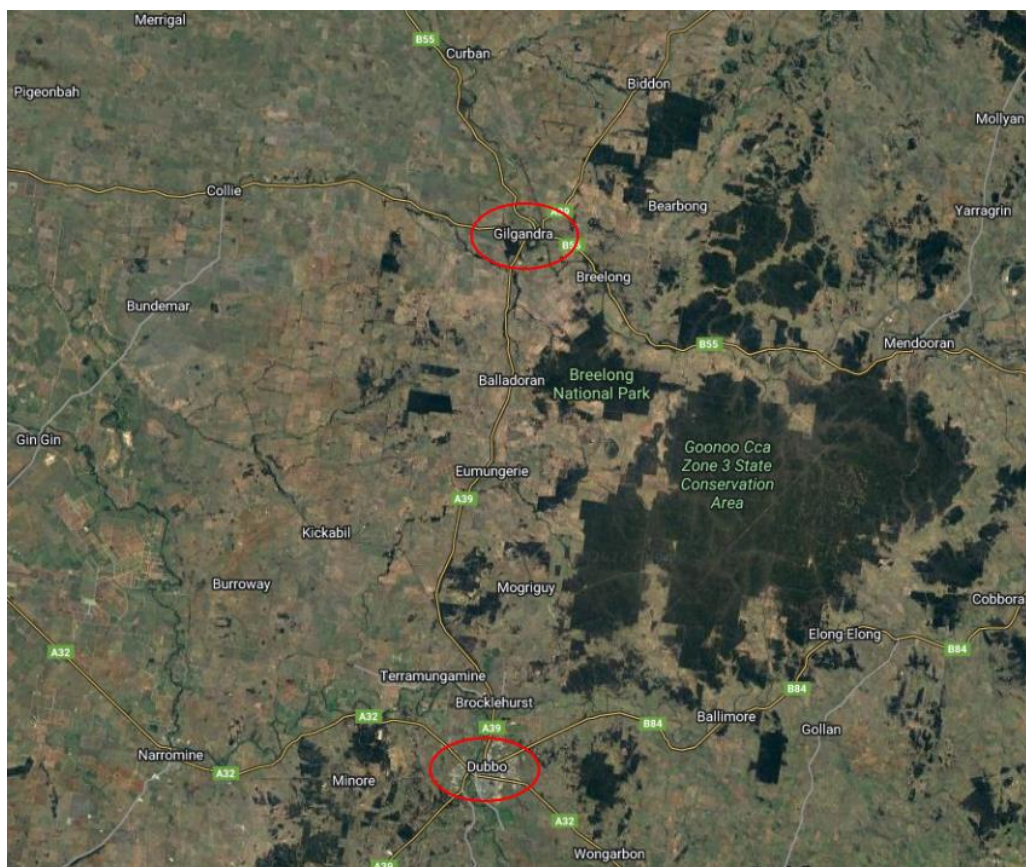 Merrigal
B55
Curban
Biddon
Pigeonbah
Mollyan
Collie
Bearbong
A39
Yarragrin
Gilgandra
B55
Breelong
Bundemar
B55
Mendooran
Balladoran
Breelong
National Park
Gin Gin
Goonoo Cca
Zone 3 State
Conservation
Area
Eumungerie
A39
Kickabil
Burroway
Mogriguy
Cobbora
Elong Elong
A32
B84
Terramungamine
B84
Brocklehurst
A32
Ballimore
B84
A39
Gollan
Narromine
Dubbo
A32
Minore
A32
Wongarbon
A39